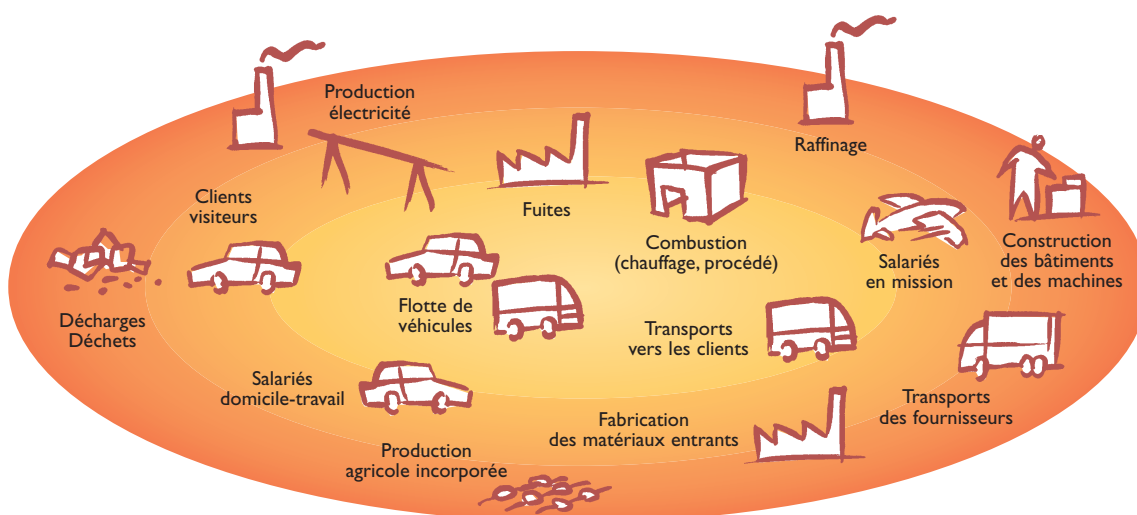 Production
électricité
Raffinage
Clients
visiteurs
Fuites
Combustion
(chauffage, procédé)
Salariés
en mission
Construction
des bâtiments
et des machines
Décharges
Déchets
Flotte de
véhicules
Transports
vers les clients
Salariés
domicile-travail
Transports
des fournisseurs
Fabrication
des matériaux entrants
Production
agricole incorporée